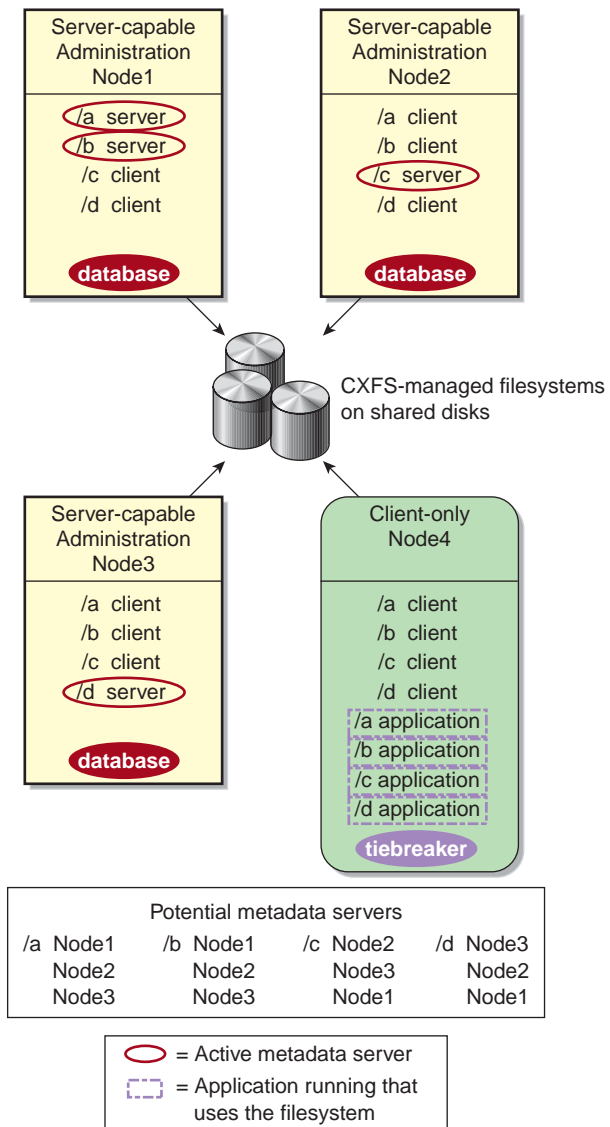 Server-capable
Administration
Node1
/a server
/b server
/c client
/d client
database
Server-capable
Administration
Node2
/a client
/b client
/c server
/d client
database
CXFS-managed filesystems
on shared disks
Server-capable
Administration
Node3
/a client
/b client
/c client
/d server
database
Client-only
Node4
/a client
/b client
/c client
/d client
/a application
/b application
/c application
/d application
tiebreaker
Potential metadata servers
/a Node1 /b Node1 /c Node2 /d Node3
Node2 Node2 Node3 Node2
Node3 Node3 Node1 Node1
= Active metadata server
= Application running that
uses the filesystem